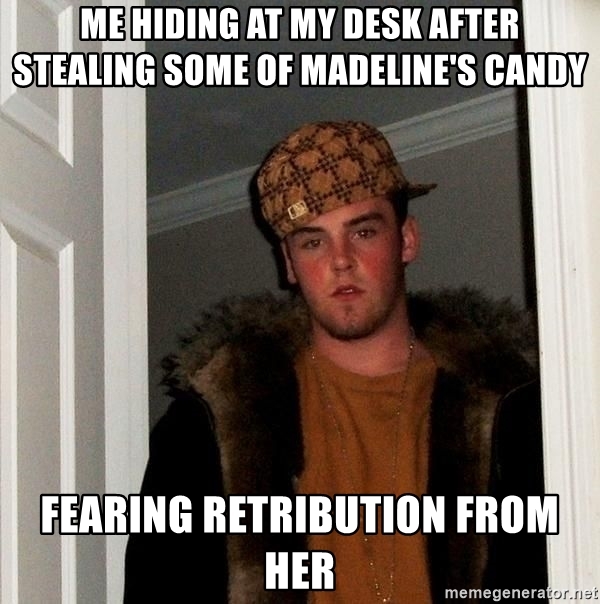 ME HIDING AT MY DESK AFTER
STEALING SOME OF MADELINE'S CANDY
FEARING RETRIBUTION FROM
HER
memegenerator.net